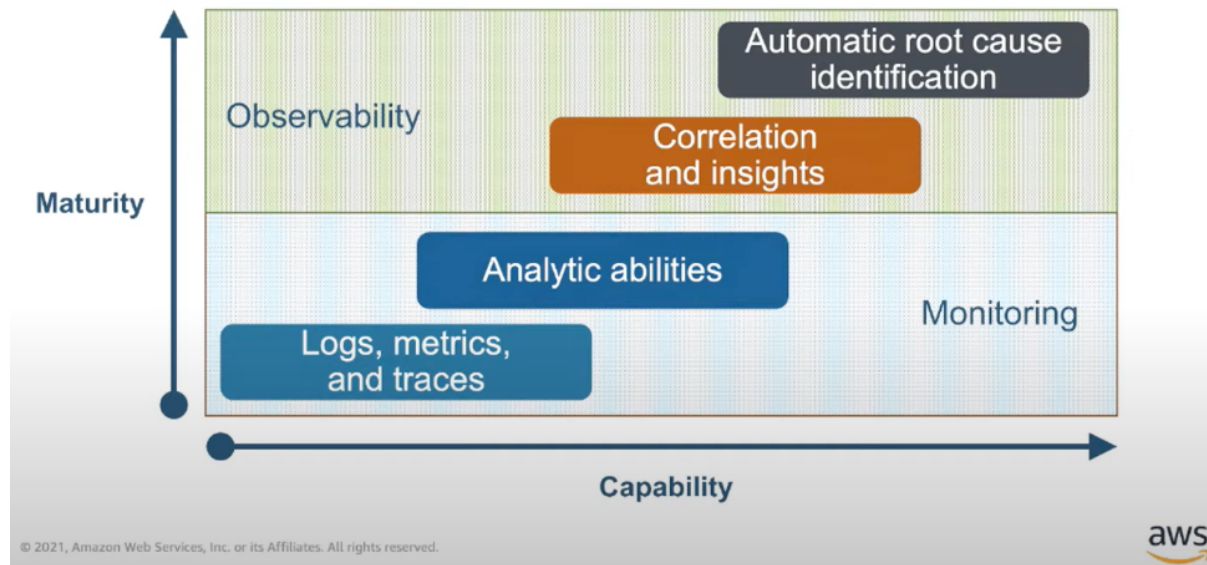 Automatic root cause
identification
Observability
Correlation
and insights
Maturity
Analytic abilities
Monitoring
Logs, metrics,
and traces
Capability
© 2021, Amazon Web Services, Inc. or its Affiliates. All rights reserved.
aws